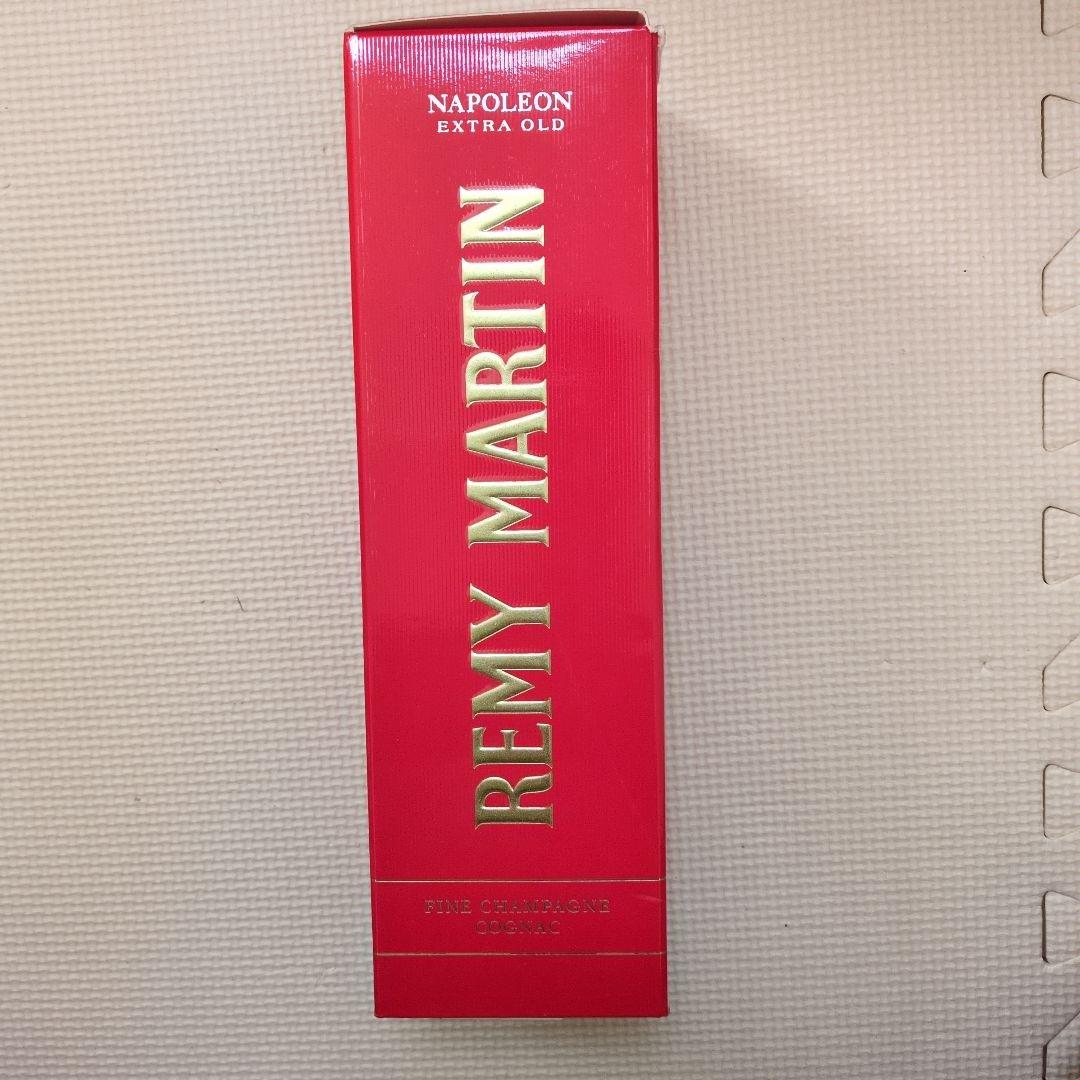 NAPOLEON
EXTRA OLD
REMY MARTIN
FINE CHAMPAGNE
COGNAC